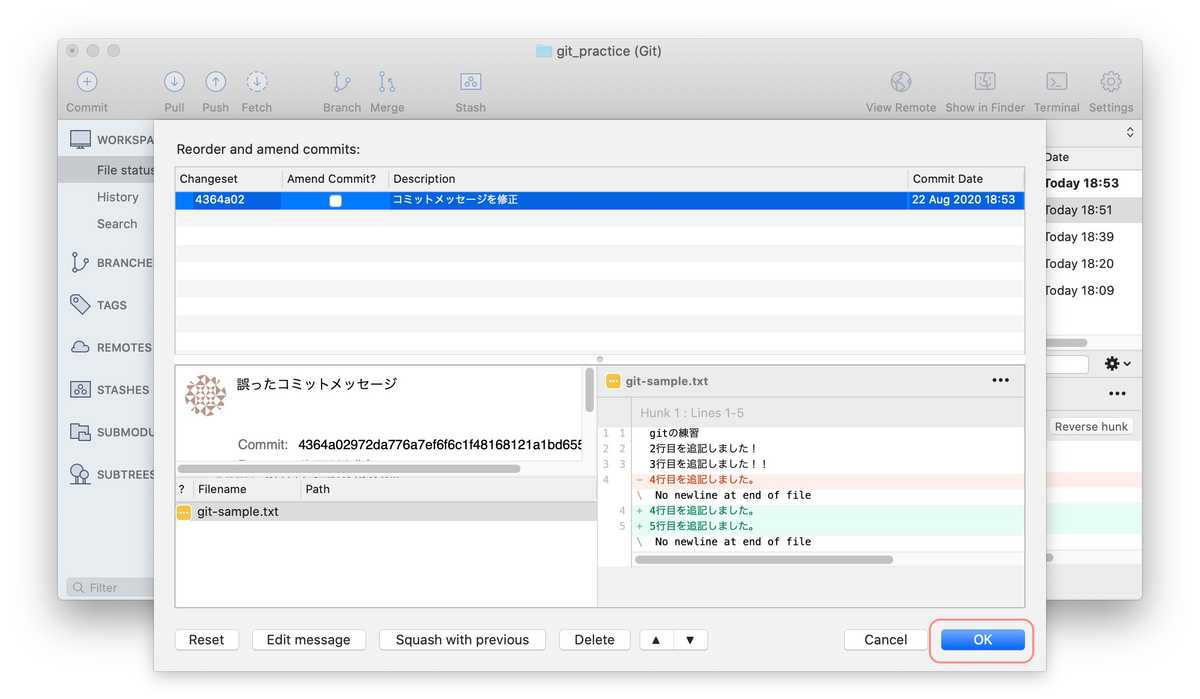 git_practice (Git)
Commit
Pull
Push
Fetch
Branch
Merge
Stash
View Remote
Show in Finder
Terminal
Settings
WORKSPA
File status
History
Search
BRANCHE
TAGS
REMOTES
STASHES
SUBMODU
SUBTREES
Filter
Reorder and amend commits:
Changeset Amend Commit? Description Commit Date
4364a02 コミットメッセージを修正 22 Aug 2020 18:53
Date
Today 18:53
Today 18:51
Today 18:39
Today 18:20
Today 18:09
Reverse hunk
誤ったコミットメッセージ
Commit: 4364a02972da776a7ef6f6c1f48168121a1bd655
? Filename Path
git-sample.txt
git-sample.txt
Hunk 1 : Lines 1-5
1 1 gitの練習
2 2 2行目を追記しました！
3 3 3行目を追記しました！！
4 - 4行目を追記しました。
\ No newline at end of file
4 + 4行目を追記しました。
5 + 5行目を追記しました。
\ No newline at end of file
Reset
Edit message
Squash with previous
Delete
Cancel
OK